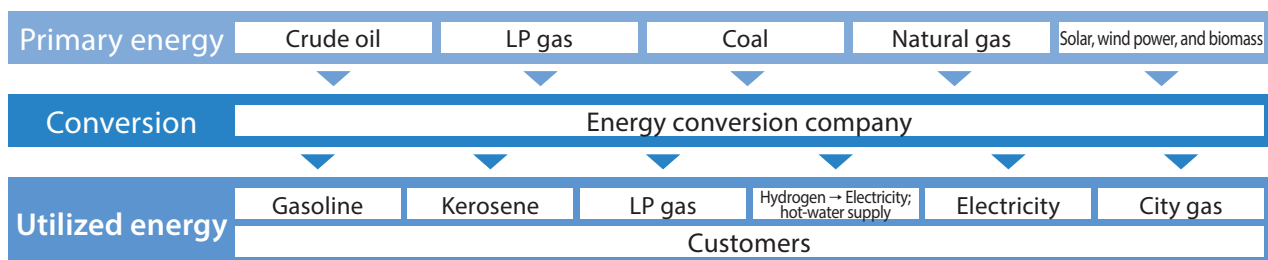 Primary energy
Crude oil
LP gas
Coal
Natural gas
Solar, wind power, and biomass
Conversion
Energy conversion company
Utilized energy
Gasoline
Kerosene
LP gas
Hydrogen → Electricity;
hot-water supply
Electricity
City gas
Customers